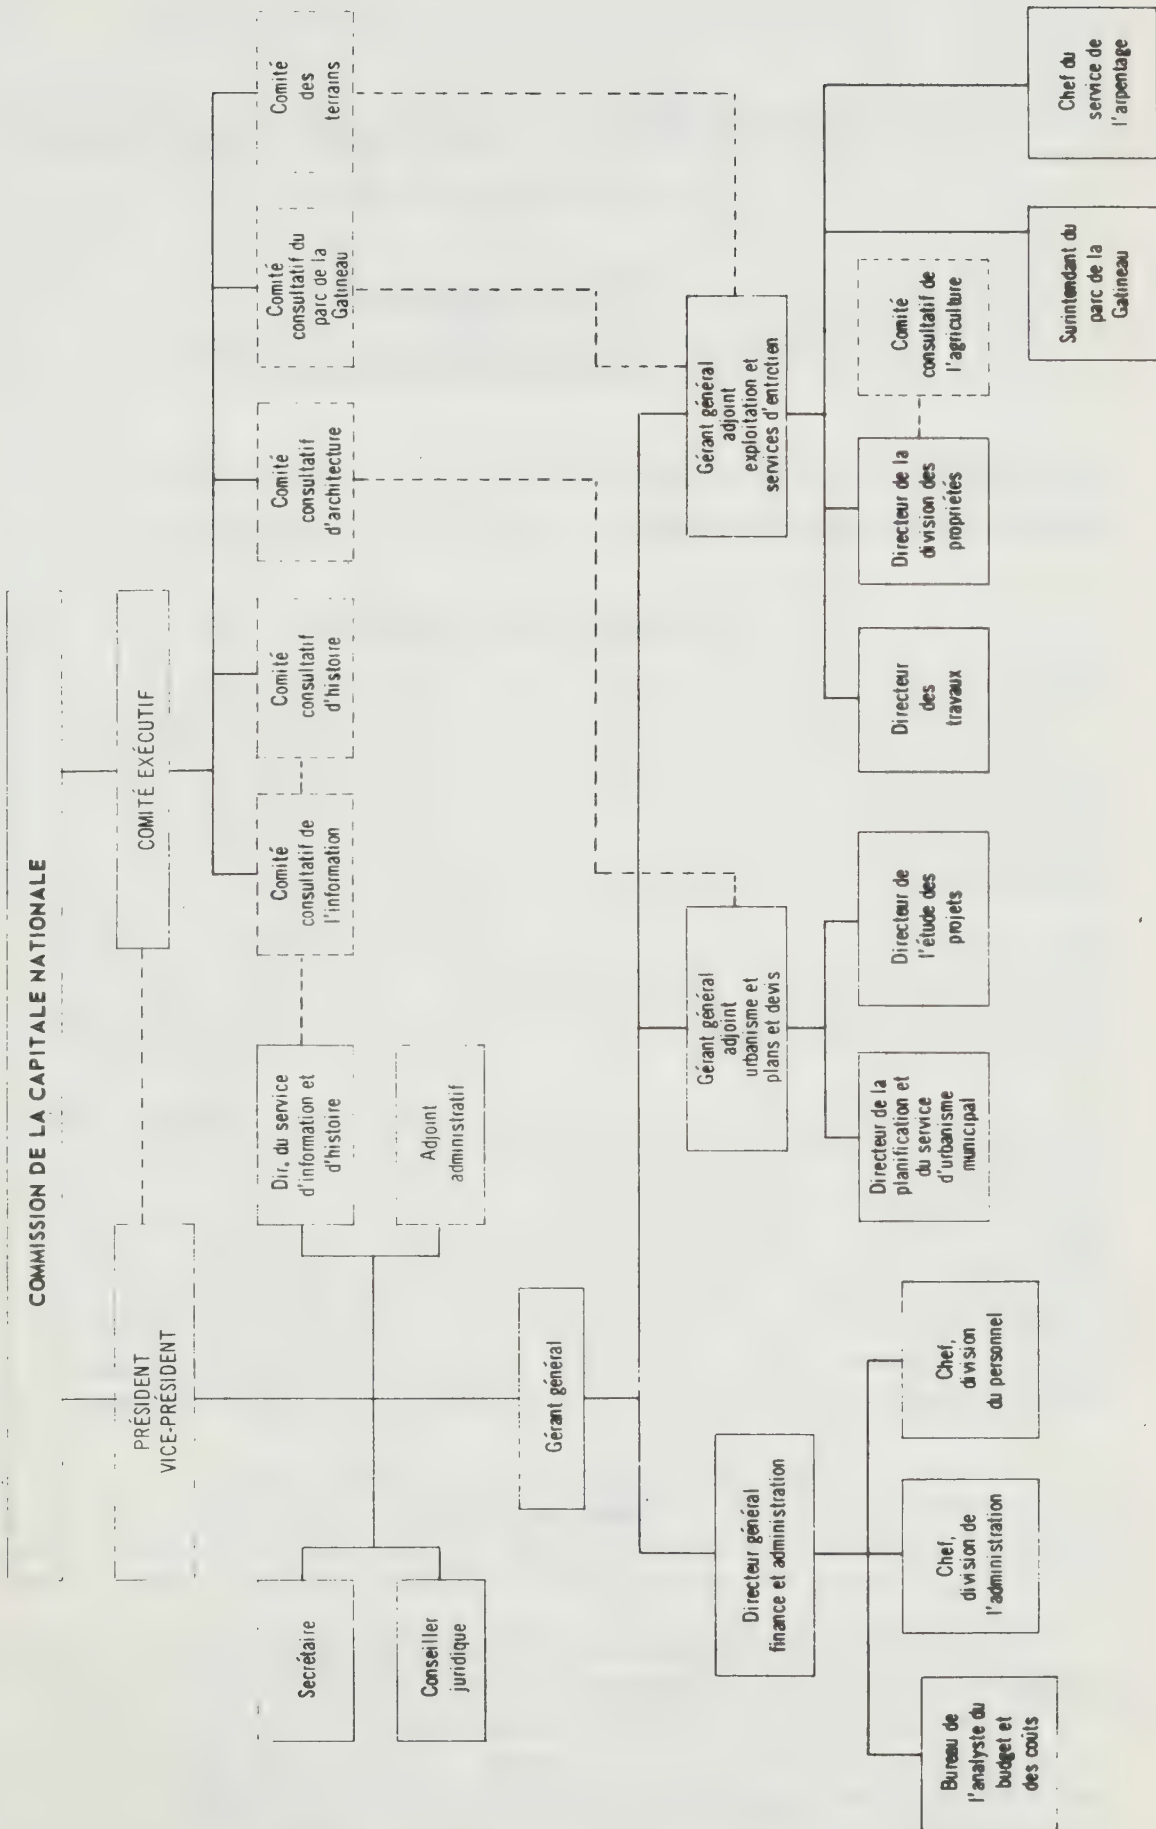 COMMISSION DE LA CAPITALE NATIONALE
PRÉSIDENT
VICE-PRÉSIDENT
COMITÉ EXÉCUTIF
Secrétaire
Conseiller
juridique
Dir. du service
d'information et
d'histoire
Adjoint
administratif
Comité
consultatif de
l'information
Comité
consultatif
d'histoire
Comité
consultatif
d'architecture
Comité
consultatif du
parc de la
Gatineau
Comité
des
terrains
Gérant général
Directeur général
finance et administration
Gérant général
adjoint
urbanisme et
plans et devis
Gérant général
adjoint
exploitation et
services d'entretien
Bureau de
l'analyste du
budget et
des coûts
Chef,
division de
l'administration
Chef,
division
du personnel
Directeur de la
planification et
du service
d'urbanisme
municipal
Directeur de
l'étude des
projets
Directeur
des
travaux
Directeur de la
division des
propriétés
Comité
consultatif de
l'agriculture
Surintendant du
parc de la
Gatineau
Chef du
service de
l'arpentage